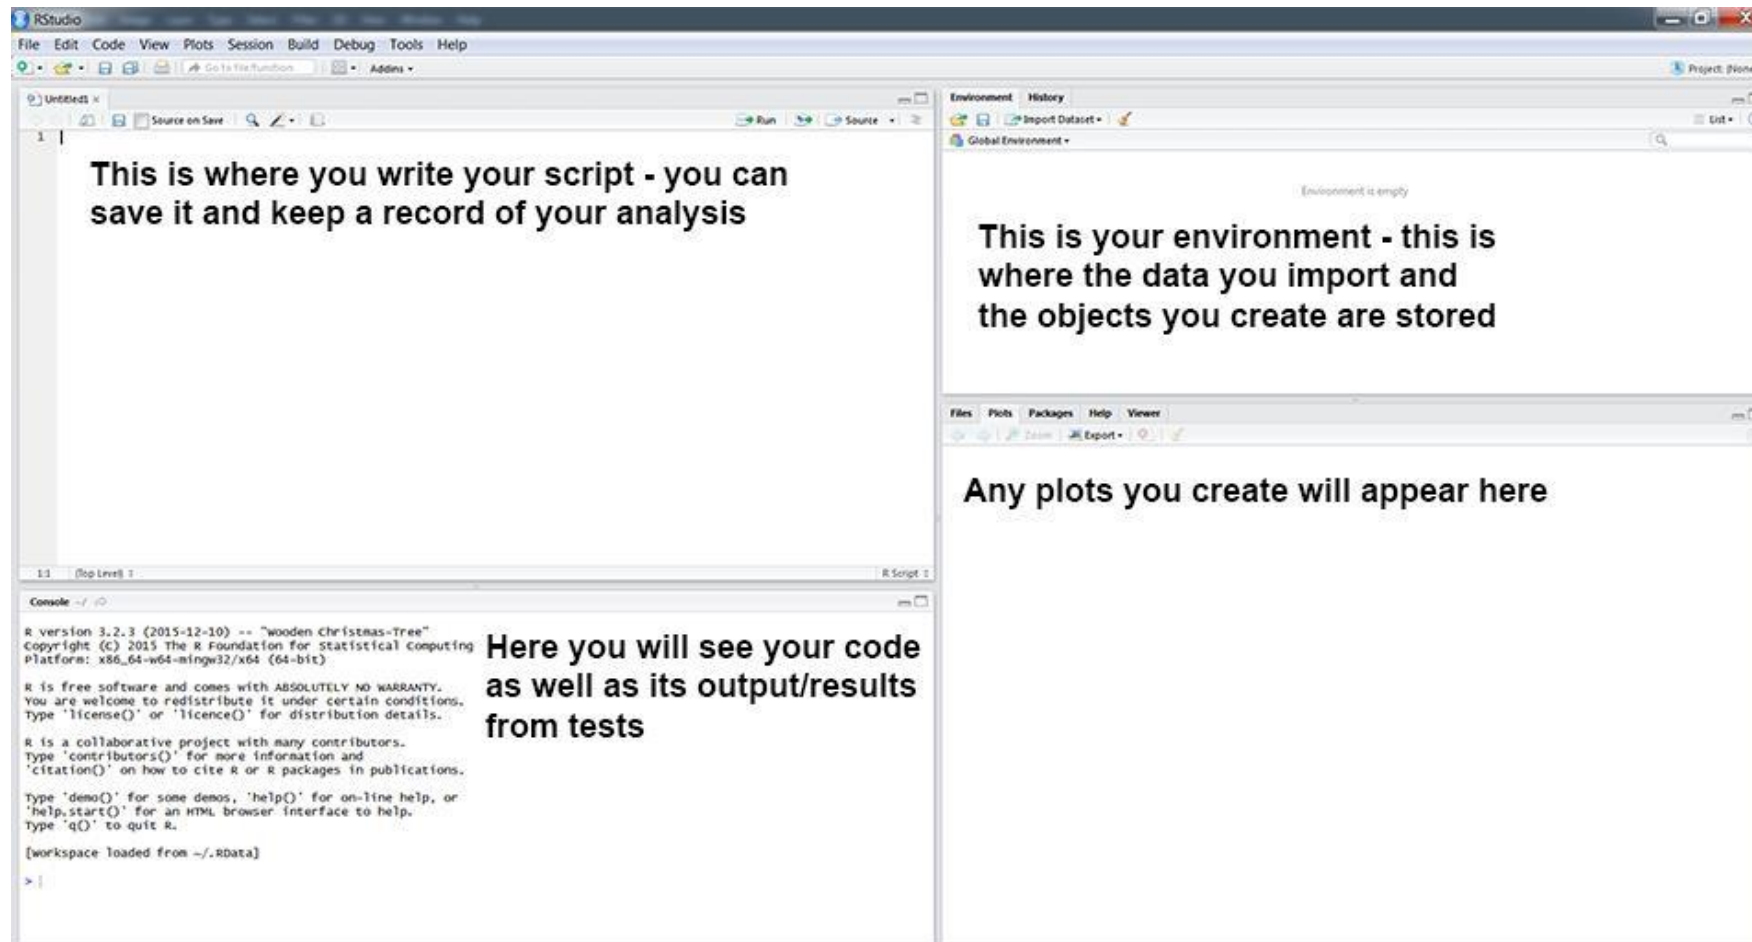 RStudio
File Edit Code View Plots Session Build Debug Tools Help
Go to file/function Addins
Project: (None
Untitled1
Source on Save Run Source
1
This is where you write your script - you can
save it and keep a record of your analysis
1:1 (Top Level) R Script
Console ~/
R version 3.2.3 (2015-12-10) -- "Wooden Christmas-Tree"
Copyright (C) 2015 The R Foundation for Statistical Computing
Platform: x86_64-w64-mingw32/x64 (64-bit)
R is free software and comes with ABSOLUTELY NO WARRANTY.
You are welcome to redistribute it under certain conditions.
Type 'license()' or 'licence()' for distribution details.
R is a collaborative project with many contributors.
Type 'contributors()' for more information and
'citation()' on how to cite R or R packages in publications.
Type 'demo()' for some demos, 'help()' for on-line help, or
'help.start()' for an HTML browser interface to help.
Type 'q()' to quit R.
[workspace loaded from ~/.RData]
>
Here you will see your code
as well as its output/results
from tests
Environment History
Import Dataset List
Global Environment
Environment is empty
This is your environment - this is
where the data you import and
the objects you create are stored
Files Plots Packages Help Viewer
Zoom Export
Any plots you create will appear here